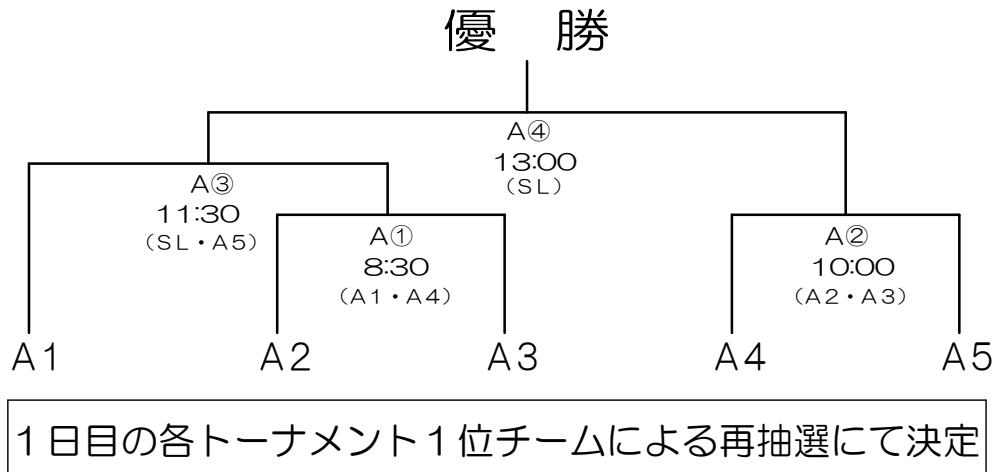 優 勝
A④
13:00
(SL)
A③
11:30
(SL・A5)
A①
8:30
(A1・A4)
A②
10:00
(A2・A3)
A1 A2 A3 A4 A5
1日目の各トーナメント1位チームによる再抽選にて決定